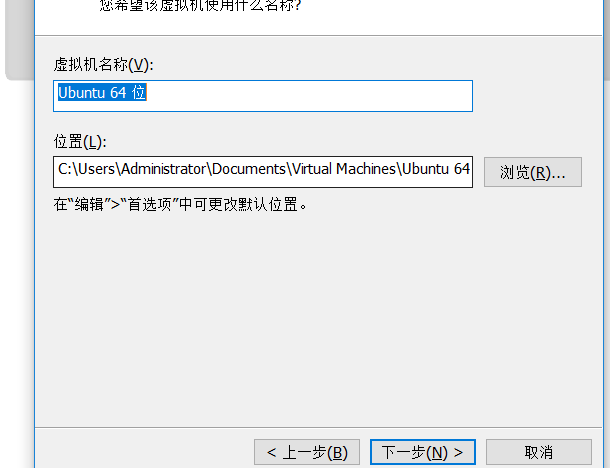 您希望该虚拟机使用什么名称?
虚拟机名称(V):
Ubuntu 64 位
位置(L):
C:\Users\Administrator\Documents\Virtual Machines\Ubuntu 64
浏览(R)...
在“编辑”>“首选项”中可更改默认位置。
< 上一步(B)
下一步(N) >
取消